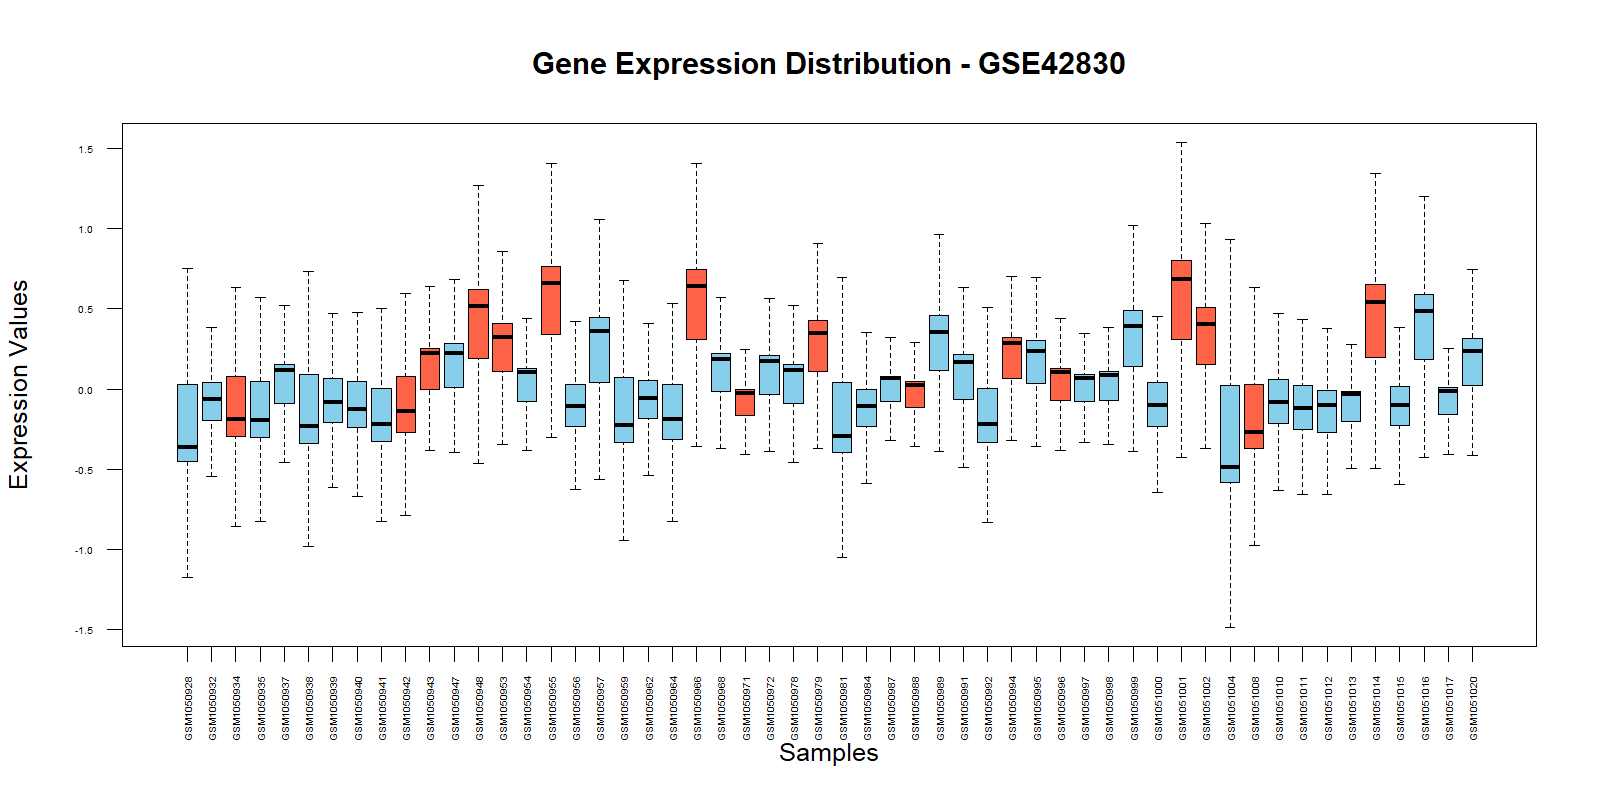 Gene Expression Distribution - GSE42830
Expression Values
1.5
1.0
0.5
0.0
-0.5
-1.0
-1.5
GSM1050928
GSM1050932
GSM1050934
GSM1050935
GSM1050937
GSM1050938
GSM1050939
GSM1050940
GSM1050941
GSM1050942
GSM1050943
GSM1050947
GSM1050948
GSM1050953
GSM1050954
GSM1050955
GSM1050956
GSM1050957
GSM1050959
GSM1050962
GSM1050964
GSM1050966
GSM1050968
GSM1050971
GSM1050972
GSM1050978
GSM1050979
GSM1050981
GSM1050984
GSM1050987
GSM1050988
GSM1050989
GSM1050991
GSM1050992
GSM1050994
GSM1050995
GSM1050996
GSM1050997
GSM1050998
GSM1050999
GSM1051000
GSM1051001
GSM1051002
GSM1051004
GSM1051008
GSM1051010
GSM1051011
GSM1051012
GSM1051013
GSM1051014
GSM1051015
GSM1051016
GSM1051017
GSM1051020
Samples